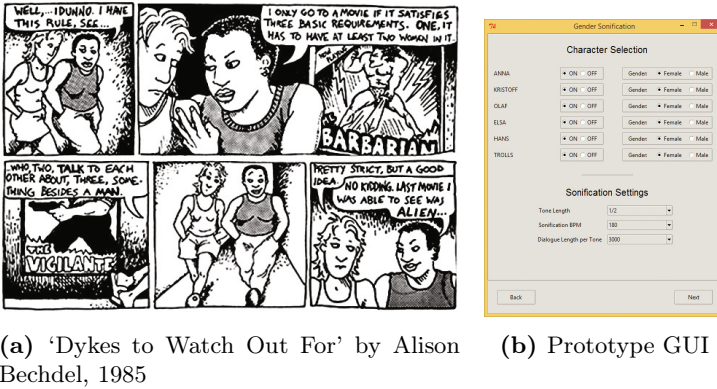 WELL,... I DUNNO. I HAVE
THIS RULE, SEE...
I ONLY GO TO A MOVIE IF IT SATISFIES
THREE BASIC REQUIREMENTS. ONE, IT
HAS TO HAVE AT LEAST TWO WOMEN IN IT.
NOW PLAYING
THE
BARBARIAN
...WHO, TWO, TALK TO EACH
OTHER ABOUT, THREE, SOME-
THING BESIDES A MAN.
THE
VIGILANTE
PRETTY STRICT, BUT A GOOD
IDEA.
NO KIDDING. LAST MOVIE I
WAS ABLE TO SEE WAS
ALIEN...
(a) ‘Dykes to Watch Out For’ by Alison
Bechdel, 1985
Gender Sonification
Character Selection
ANNA ON OFF Gender Female Male
KRISTOFF ON OFF Gender Female Male
OLAF ON OFF Gender Female Male
ELSA ON OFF Gender Female Male
HANS ON OFF Gender Female Male
TROLLS ON OFF Gender Female Male
Sonification Settings
Tone Length 1/2
Sonification BPM 180
Dialogue Length per Tone 3000
Back Next
(b) Prototype GUI